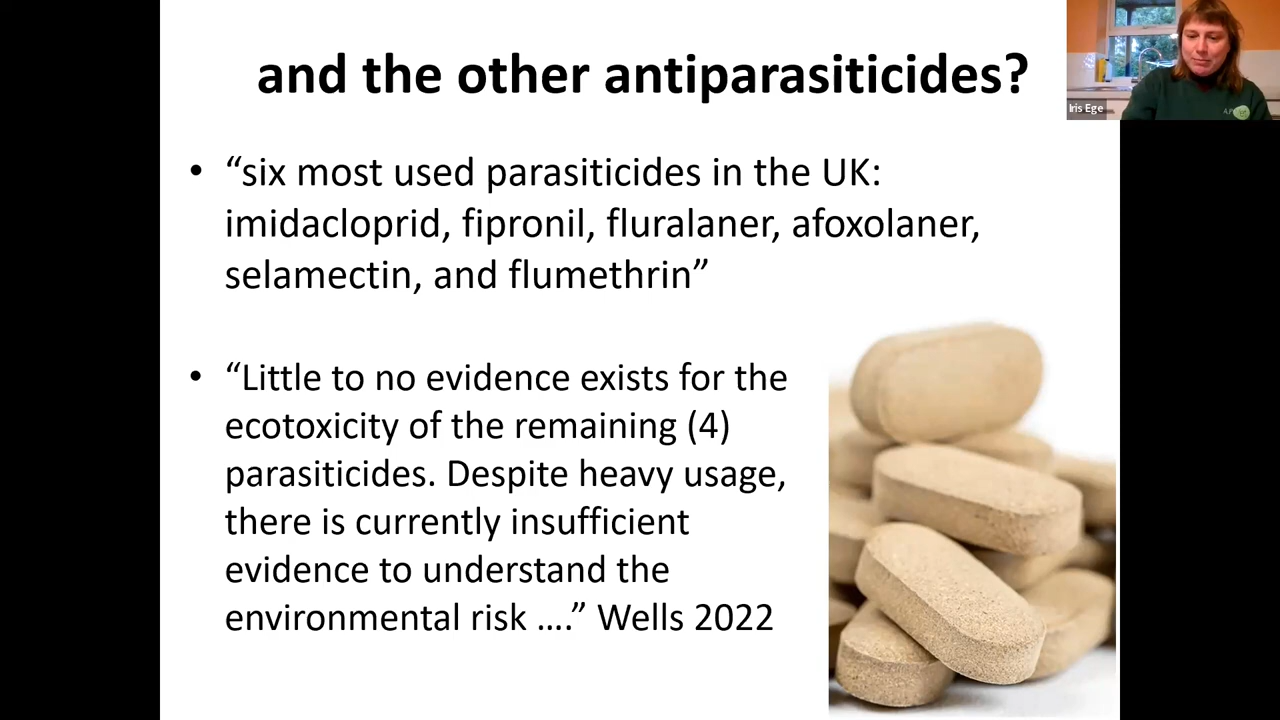 and the other antiparasiticides?
Iris Ege
• “six most used parasiticides in the UK:
imidacloprid, fipronil, fluralaner, afoxolaner,
selamectin, and flumethrin”
• “Little to no evidence exists for the
ecotoxicity of the remaining (4)
parasiticides. Despite heavy usage,
there is currently insufficient
evidence to understand the
environmental risk ….” Wells 2022